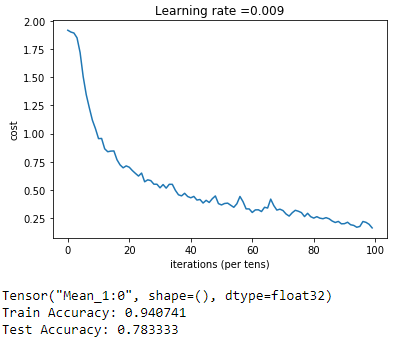 Learning rate =0.009
2.00
1.75
1.50
1.25
1.00
0.75
0.50
0.25
cost
0 20 40 60 80 100
iterations (per tens)
Tensor("Mean_1:0", shape=(), dtype=float32)
Train Accuracy: 0.940741
Test Accuracy: 0.783333